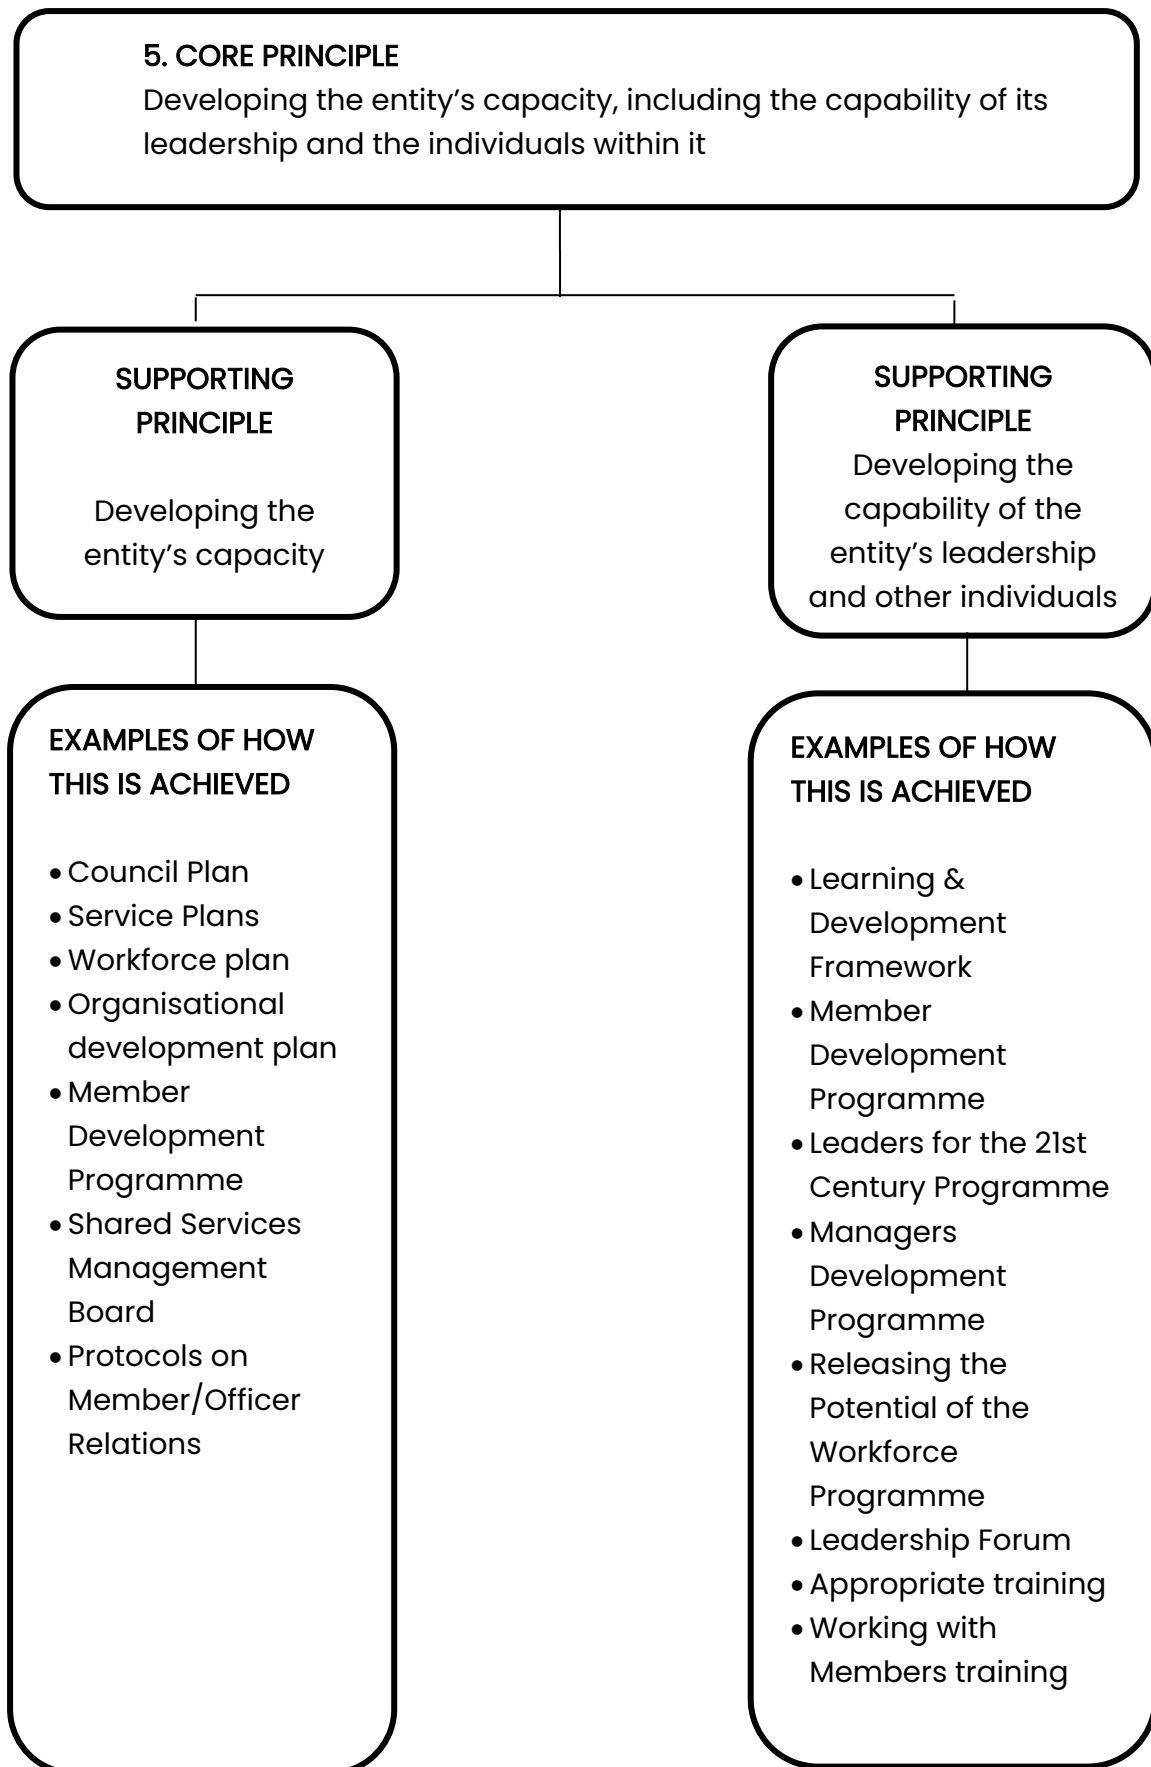 5. CORE PRINCIPLE
Developing the entity’s capacity, including the capability of its
leadership and the individuals within it
SUPPORTING
PRINCIPLE
Developing the
entity’s capacity
SUPPORTING
PRINCIPLE
Developing the
capability of the
entity’s leadership
and other individuals
EXAMPLES OF HOW
THIS IS ACHIEVED
• Council Plan
• Service Plans
• Workforce plan
• Organisational
development plan
• Member
Development
Programme
• Shared Services
Management
Board
• Protocols on
Member/Officer
Relations
EXAMPLES OF HOW
THIS IS ACHIEVED
• Learning &
Development
Framework
• Member
Development
Programme
• Leaders for the 21st
Century Programme
• Managers
Development
Programme
• Releasing the
Potential of the
Workforce
Programme
• Leadership Forum
• Appropriate training
• Working with
Members training